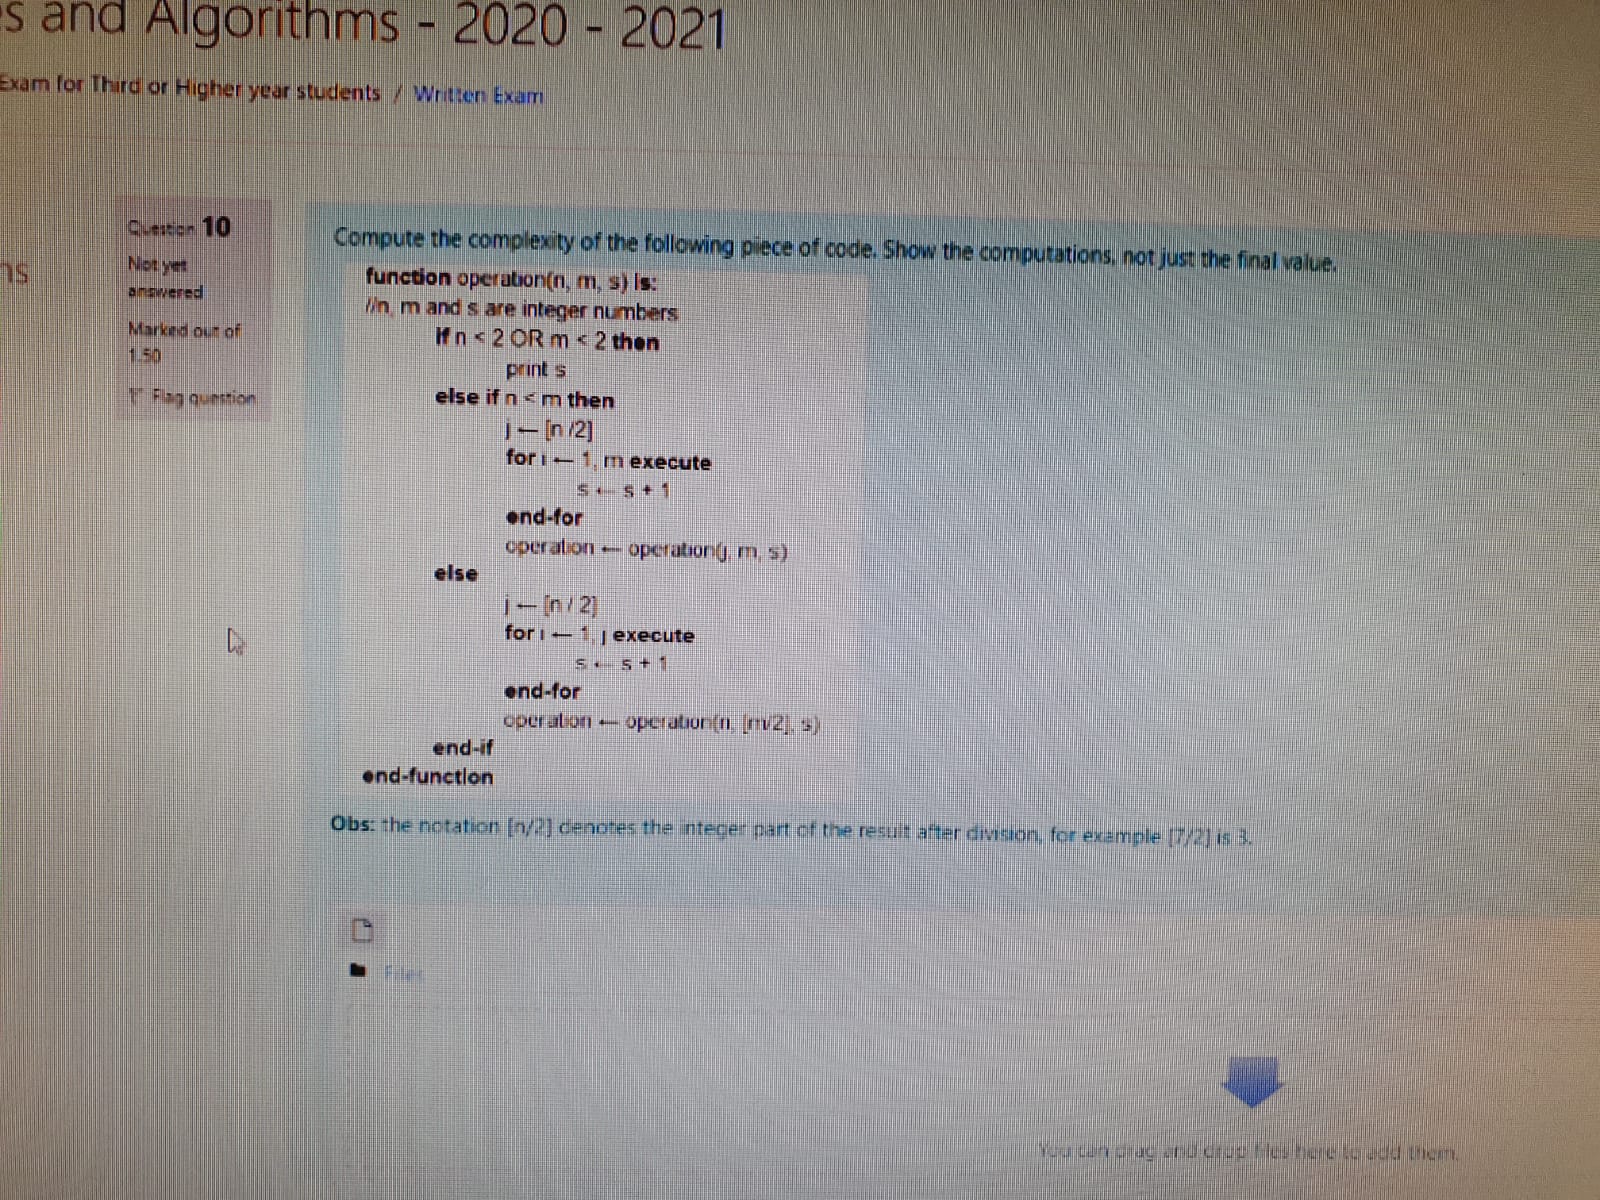 s and Algorithms - 2020 - 2021
Exam for Third or Higher year students / Written Exam
ns
Question 10
Not yet
answered
Marked out of
1.50
Flag question
Compute the complexity of the following piece of code. Show the computations, not just the final value.
function operation(n, m, s) is:
//n, m and s are integer numbers
if n < 2 OR m < 2 then
print s
else if n < m then
j ← [n /2]
for i ← 1, m execute
s ← s + 1
end-for
operation ← operation(j, m, s)
else
j ← [n / 2]
for i ← 1, j execute
s ← s + 1
end-for
operation ← operation(n, [m/2], s)
end-if
end-function
Obs: the notation [n/2] denotes the integer part of the result after division, for example [7/2] is 3.
Files
You can drag and drop files here to add them.